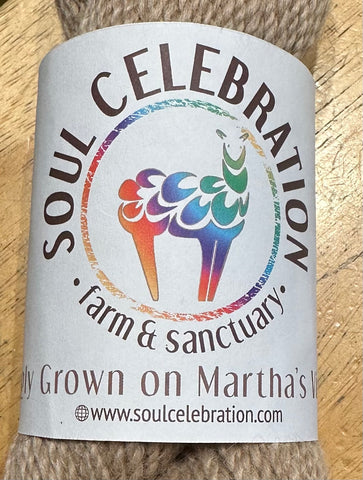 SOUL CELEBRATION
• farm & sanctuary •
Grown on Martha's
www.soulcelebration.com